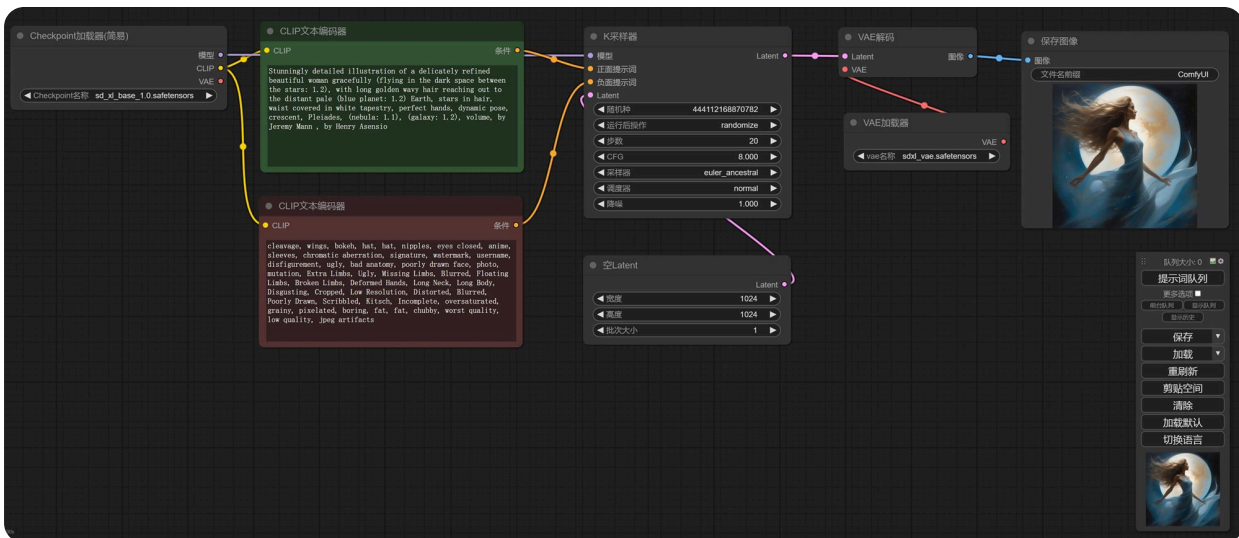 Checkpoint加载器(简易)
模型
CLIP
VAE
Checkpoint名称 sd_xl_base_1.0.safetensors
CLIP文本编码器
CLIP 条件
Stunningly detailed illustration of a delicately refined
beautiful woman gracefully (flying in the dark space between
the stars: 1.2), with long golden wavy hair reaching out to
the distant pale (blue planet: 1.2) Earth, stars in hair,
waist covered in white tapestry, perfect hands, dynamic pose,
crescent, Pleiades, (nebula: 1.1), (galaxy: 1.2), volume, by
Jeremy Mann , by Henry Asensio
CLIP文本编码器
CLIP 条件
cleavage, wings, bokeh, hat, hat, nipples, eyes closed, anime,
sleeves, chromatic aberration, signature, watermark, username,
disfigurement, ugly, bad anatomy, poorly drawn face, photo,
mutation, Extra Limbs, Ugly, Missing Limbs, Blurred, Floating
Limbs, Broken Limbs, Deformed Hands, Long Neck, Long Body,
Disgusting, Cropped, Low Resolution, Distorted, Blurred,
Poorly Drawn, Scribbled, Kitsch, Incomplete, oversaturated,
grainy, pixelated, boring, fat, fat, chubby, worst quality,
low quality, jpeg artifacts
K采样器
模型 Latent
正面提示词
负面提示词
Latent
随机种 444112168870782
运行后操作 randomize
步数 20
CFG 8.000
采样器 euler_ancestral
调度器 normal
降噪 1.000
空Latent
Latent
宽度 1024
高度 1024
批次大小 1
VAE解码
Latent 图像
VAE
VAE加载器
VAE
vae名称 sdxl_vae.safetensors
保存图像
图像
文件名前缀 ComfyUI
队列大小: 0
提示词队列
更多选项
显示队列
显示历史
保存
加载
重刷新
剪贴空间
清除
加载默认
切换语言